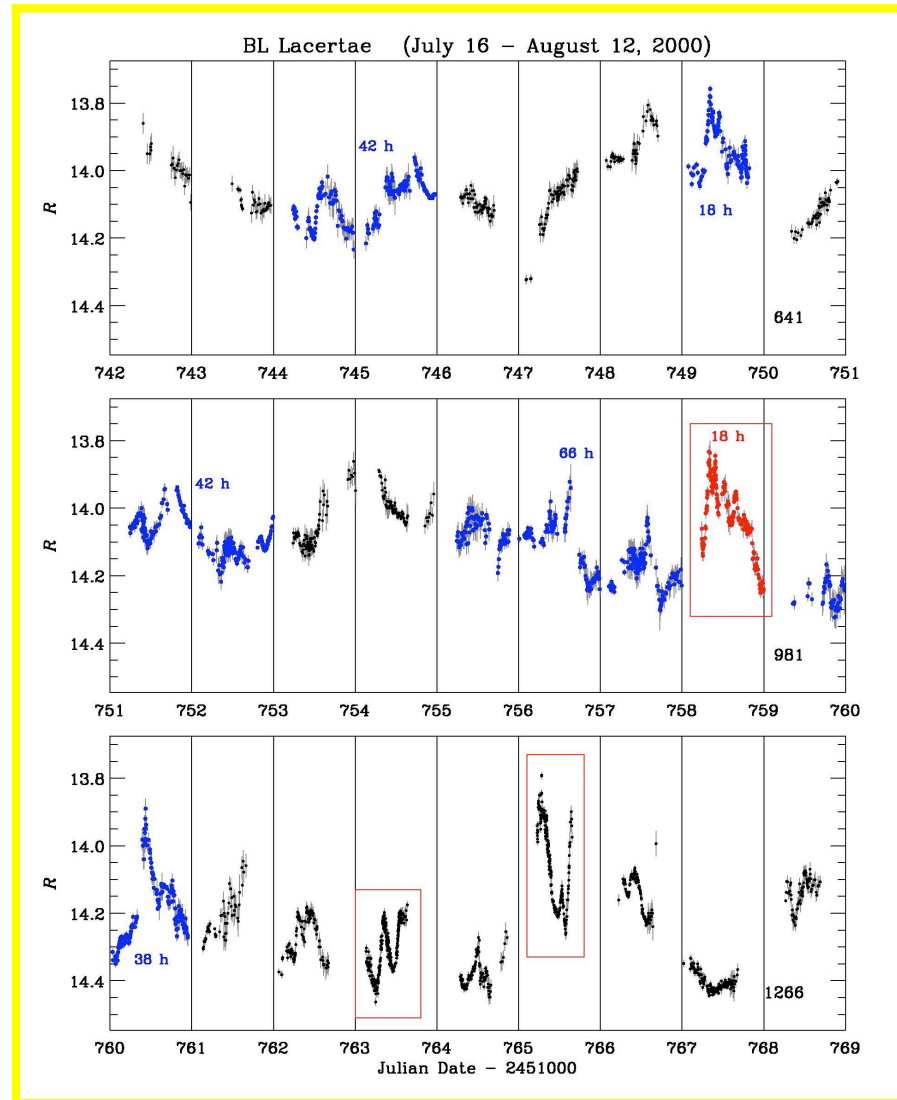 BL Lacertae (July 16 – August 12, 2000)
13.8
14.0
14.2
14.4
R
42 h
18 h
641
742 743 744 745 746 747 748 749 750 751
13.8
14.0
14.2
14.4
R
42 h
66 h
18 h
981
751 752 753 754 755 756 757 758 759 760
13.8
14.0
14.2
14.4
R
38 h
1266
760 761 762 763 764 765 766 767 768 769
Julian Date – 2451000